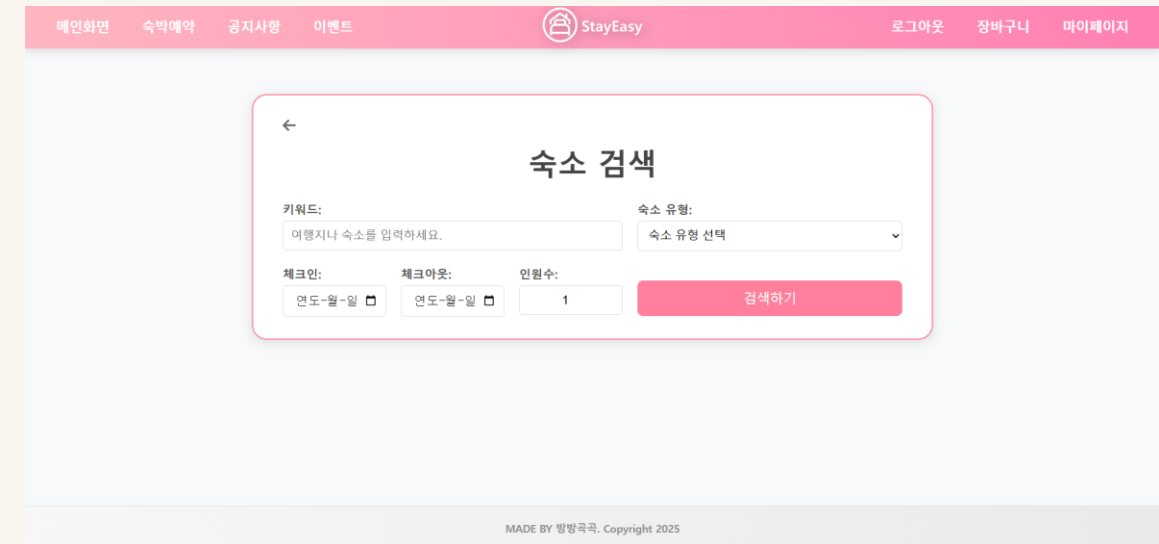 메인화면 숙박예약 공지사항 이벤트 StayEasy 로그아웃 장바구니 마이페이지
숙소 검색
키워드: 숙소 유형:
여행지나 숙소를 입력하세요. 숙소 유형 선택
체크인: 체크아웃: 인원수:
연도-월-일 연도-월-일 1 검색하기
MADE BY 방방곡곡. Copyright 2025